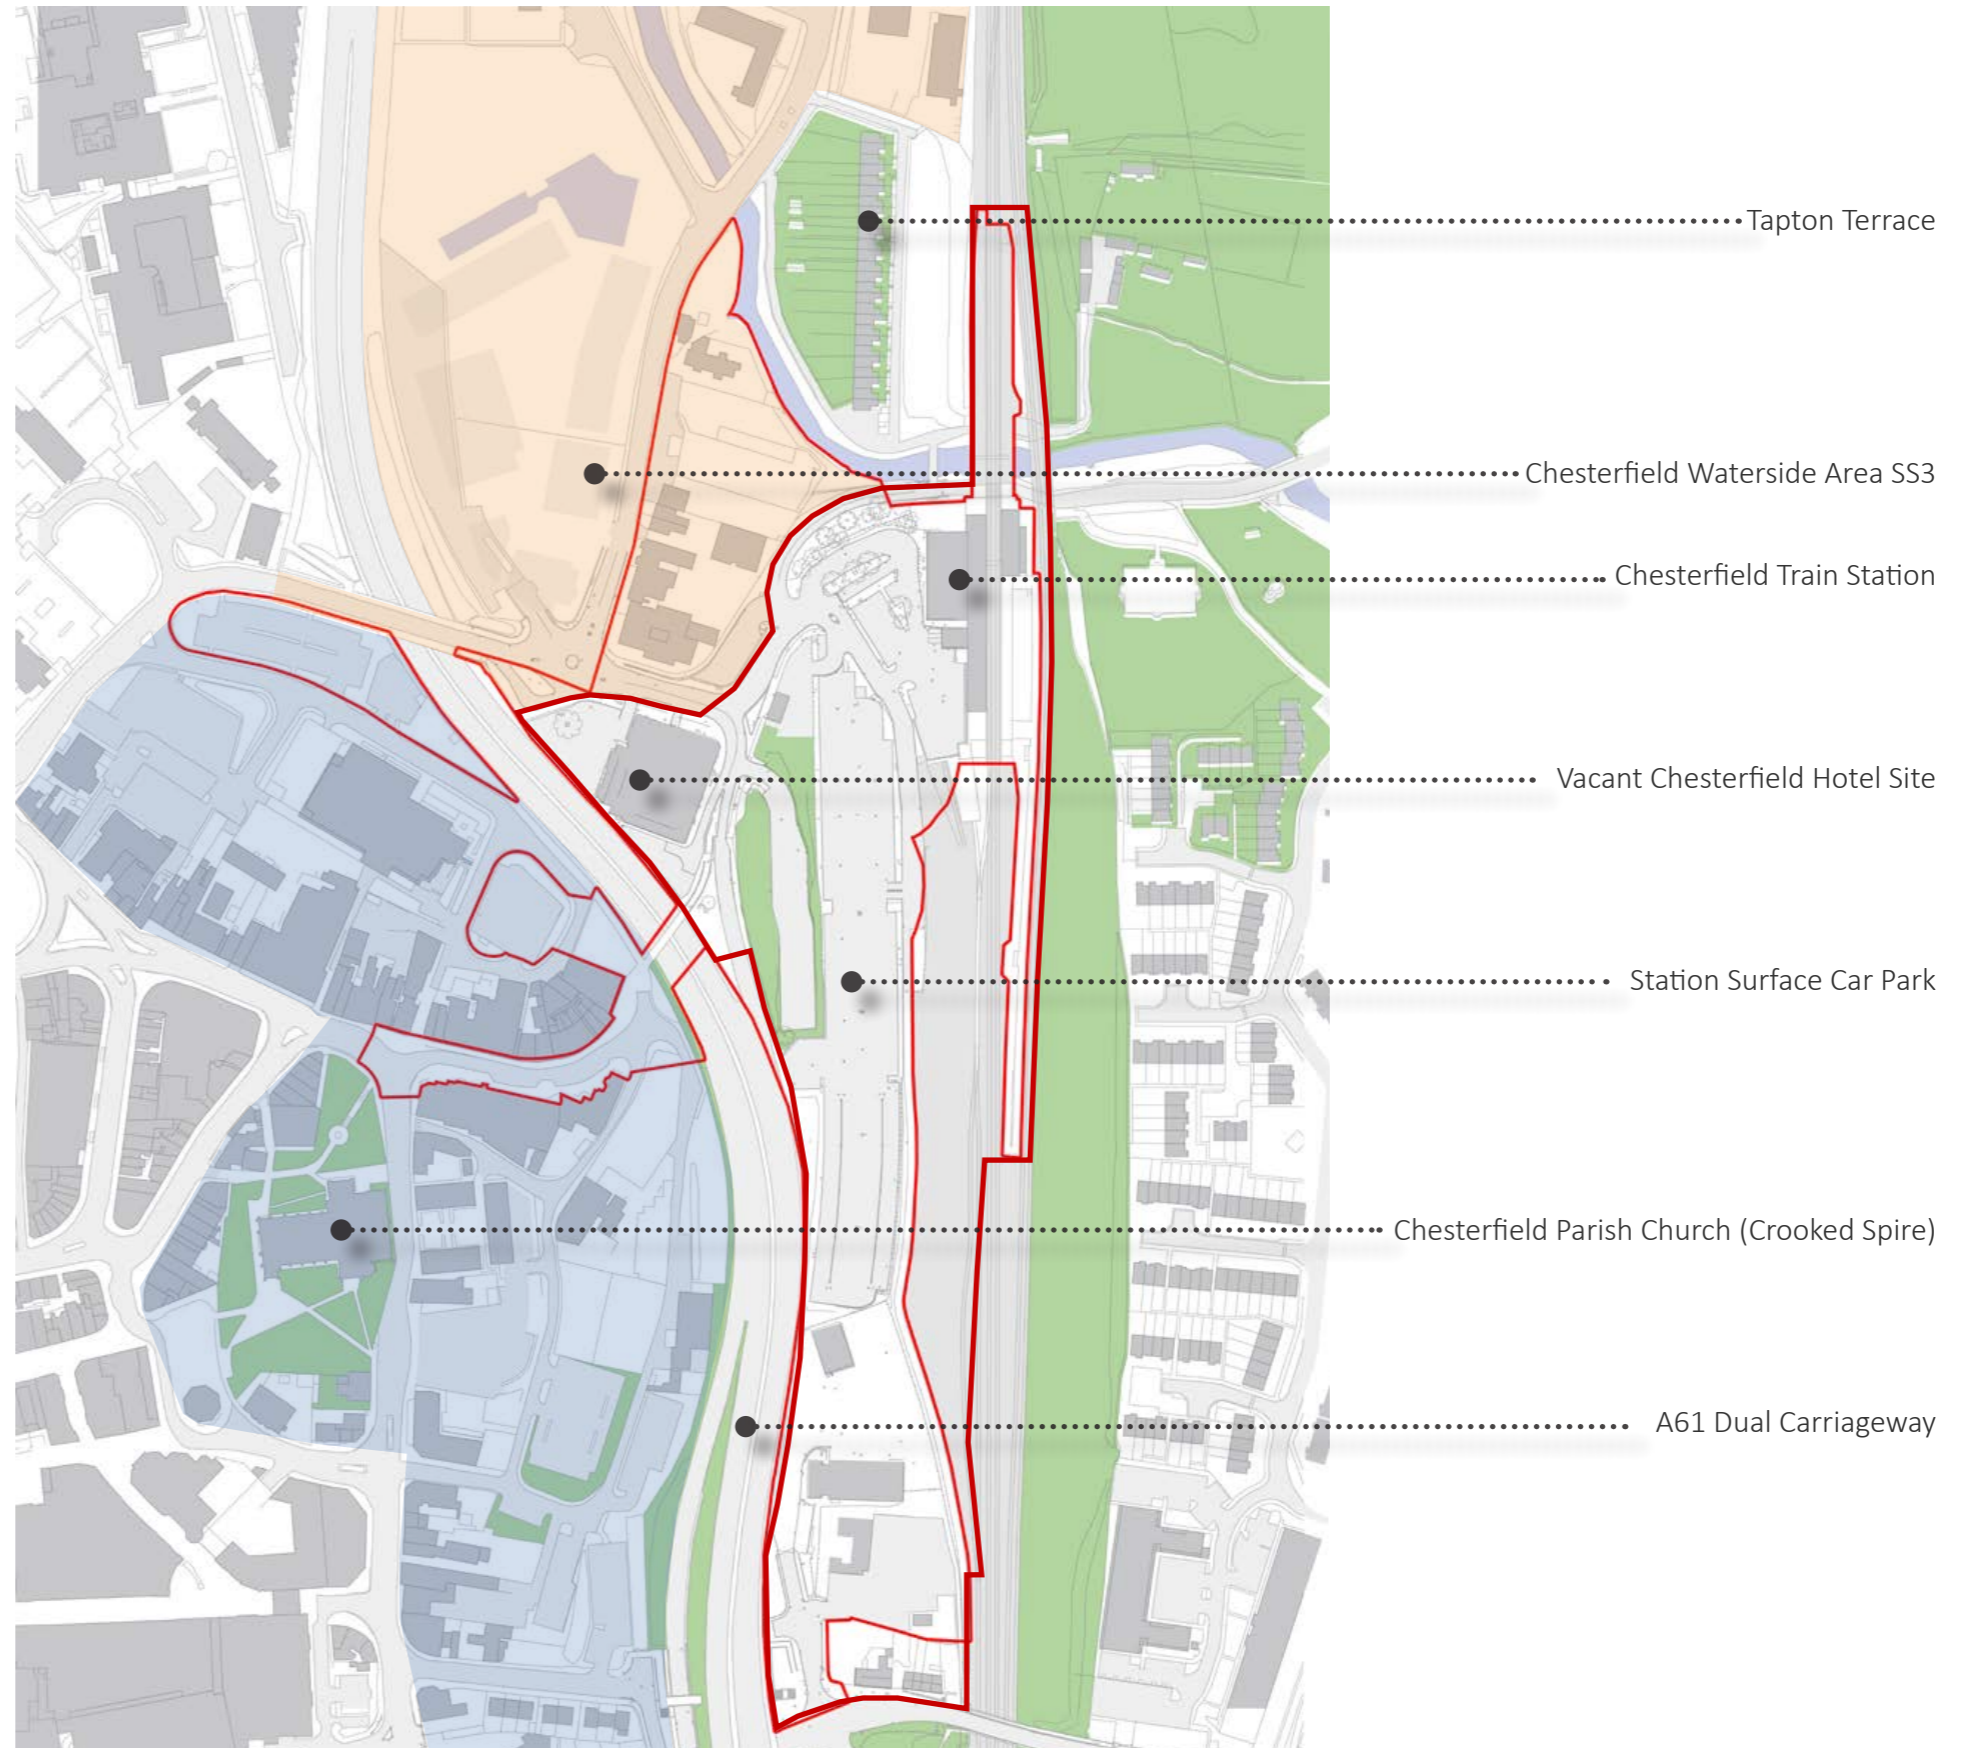 Tapton Terrace
Chesterfield Waterside Area SS3
Chesterfield Train Station
Vacant Chesterfield Hotel Site
Station Surface Car Park
Chesterfield Parish Church (Crooked Spire)
A61 Dual Carriageway